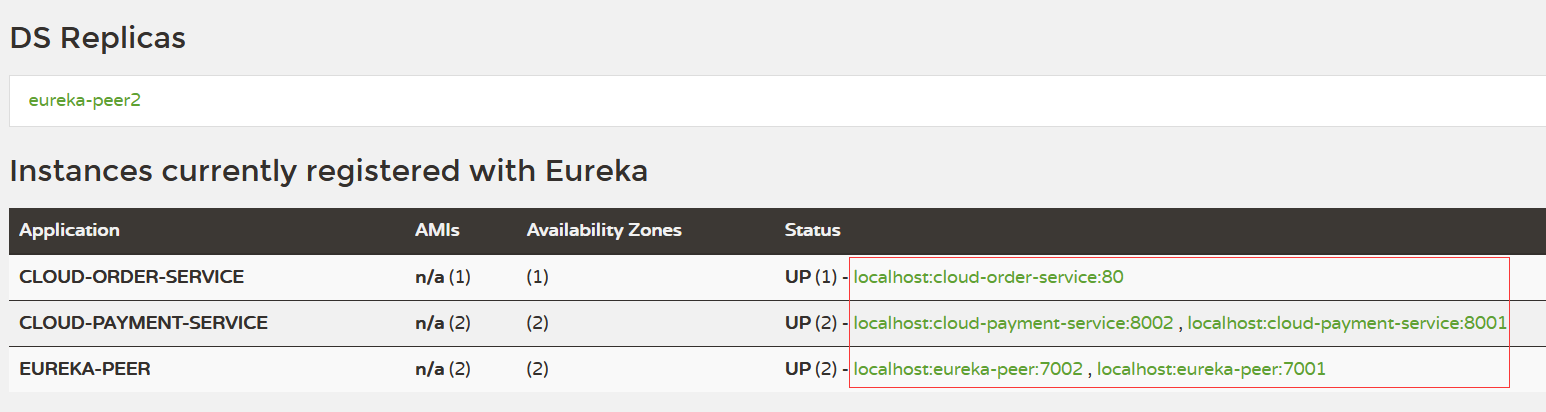 DS Replicas
eureka-peer2
Instances currently registered with Eureka
Application AMIs Availability Zones Status
CLOUD-ORDER-SERVICE n/a (1) (1) UP (1) - localhost:cloud-order-service:80
CLOUD-PAYMENT-SERVICE n/a (2) (2) UP (2) - localhost:cloud-payment-service:8002 , localhost:cloud-payment-service:8001
EUREKA-PEER n/a (2) (2) UP (2) - localhost:eureka-peer:7002 , localhost:eureka-peer:7001